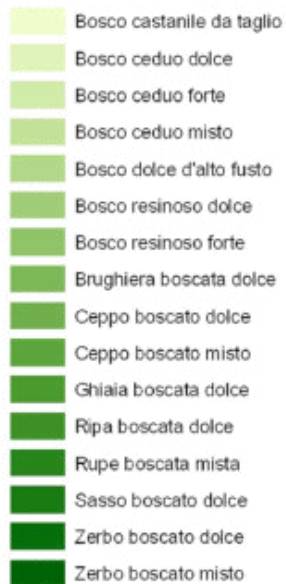 Bosco castanile da taglio
Bosco ceduo dolce
Bosco ceduo forte
Bosco ceduo misto
Bosco dolce d'alto fusto
Bosco resinoso dolce
Bosco resinoso forte
Brughiera boscata dolce
Ceppo boscato dolce
Ceppo boscato misto
Ghiaia boscata dolce
Ripa boscata dolce
Rupe boscata mista
Sasso boscato dolce
Zerbo boscato dolce
Zerbo boscato misto